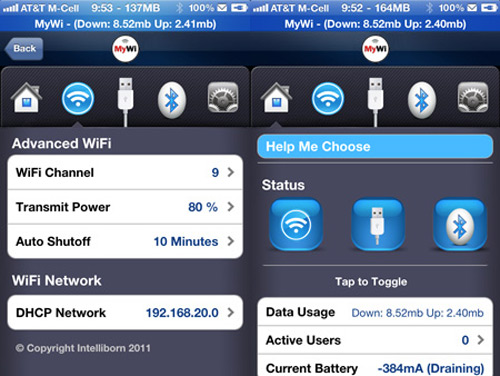 AT&T M-Cell 9:53 - 137MB 100%
MyWi - (Down: 8.52mb Up: 2.41mb)
Back
MyWi
Advanced WiFi
WiFi Channel 9
Transmit Power 80 %
Auto Shutoff 10 Minutes
WiFi Network
DHCP Network 192.168.20.0
© Copyright Intelliborn 2011
AT&T M-Cell 9:52 - 164MB 100%
MyWi - (Down: 8.52mb Up: 2.40mb)
MyWi
Help Me Choose
Status
Tap to Toggle
Data Usage Down: 8.52mb Up: 2.40mb
Active Users 0
Current Battery -384mA (Draining)